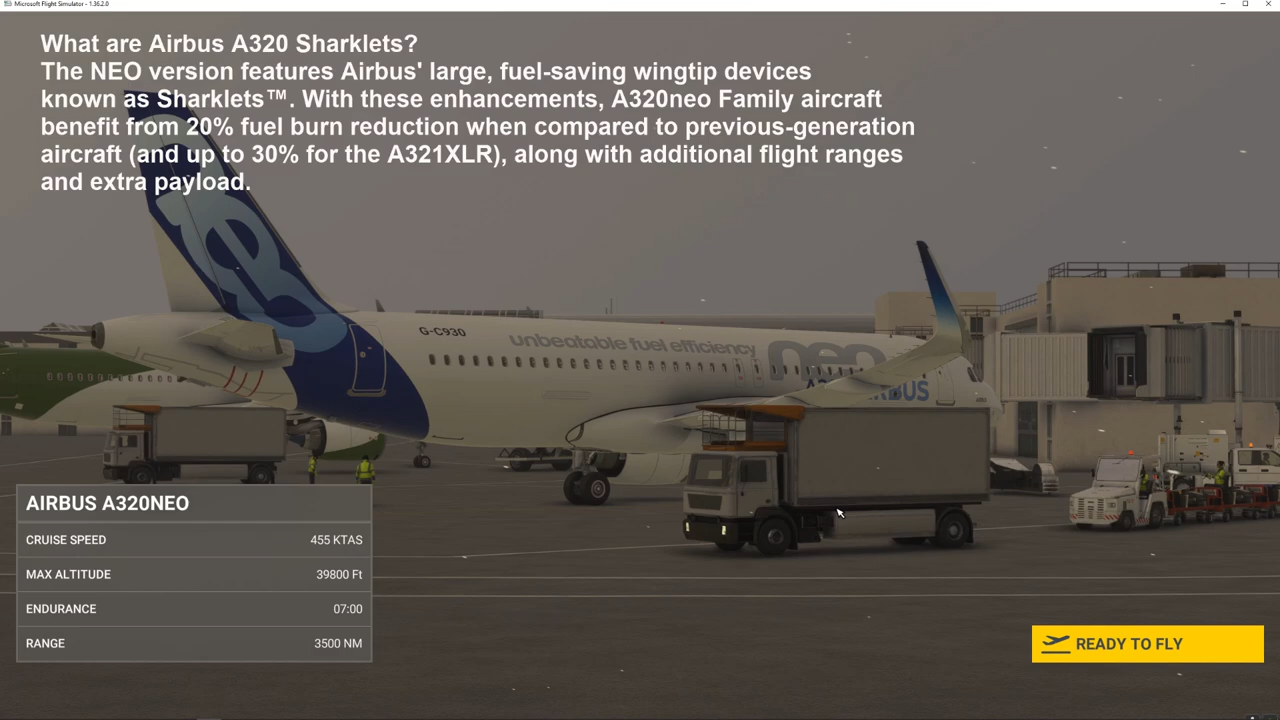 Microsoft Flight Simulator - 1.36.2.0
What are Airbus A320 Sharklets?
The NEO version features Airbus' large, fuel-saving wingtip devices
known as Sharklets™. With these enhancements, A320neo Family aircraft
benefit from 20% fuel burn reduction when compared to previous-generation
aircraft (and up to 30% for the A321XLR), along with additional flight ranges
and extra payload.
G-C930
unbeatable fuel efficiency
neo
AIRBUS A320NEO
CRUISE SPEED 455 KTAS
MAX ALTITUDE 39800 Ft
ENDURANCE 07:00
RANGE 3500 NM
READY TO FLY